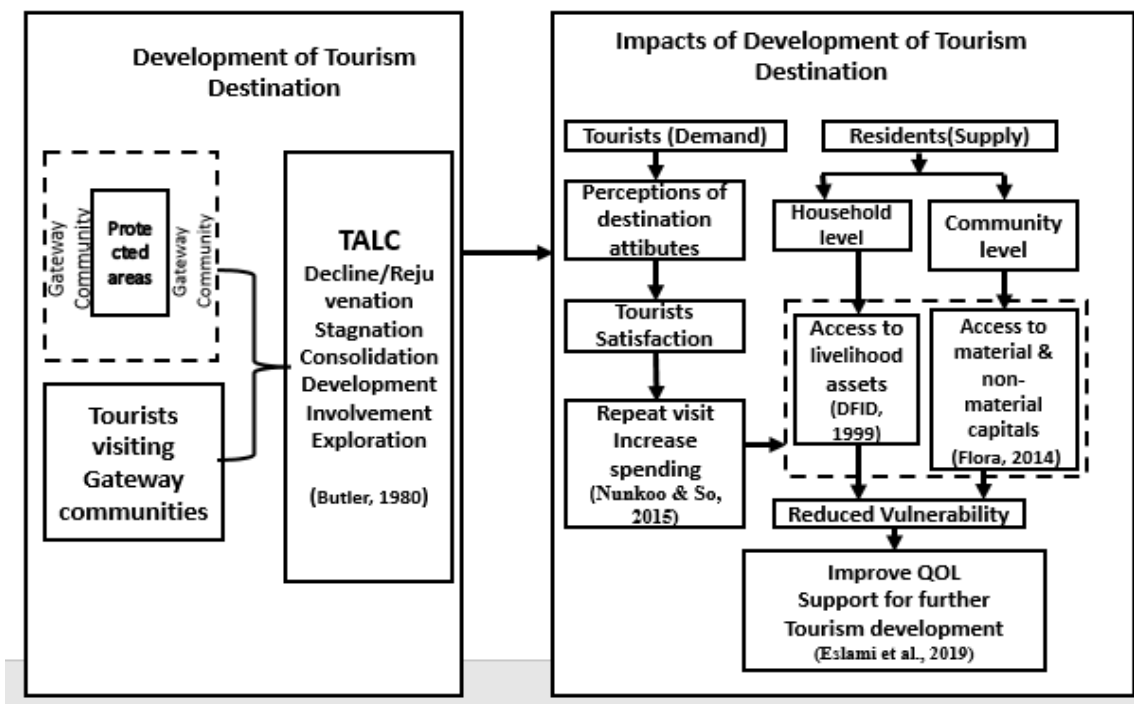 Development of Tourism
Destination
Gateway
Community
Prote
cted
areas
Gateway
Community
Tourists
visiting
Gateway
communities
TALC
Decline/Reju
venation
Stagnation
Consolidation
Development
Involvement
Exploration
(Butler, 1980)
Impacts of Development of Tourism
Destination
Tourists (Demand)
Perceptions of
destination
attibutes
Tourists
Satisfaction
Repeat visit
Increase
spending
(Nunkoo & So,
2015)
Residents(Supply)
Household
level
Community
level
Access to
livelihood
assets
(DFID,
1999)
Access to
material &
non-
material
capitals
(Flora, 2014)
Reduced Vulnerability
Improve QOL
Support for further
Tourism development
(Eslami et al., 2019)